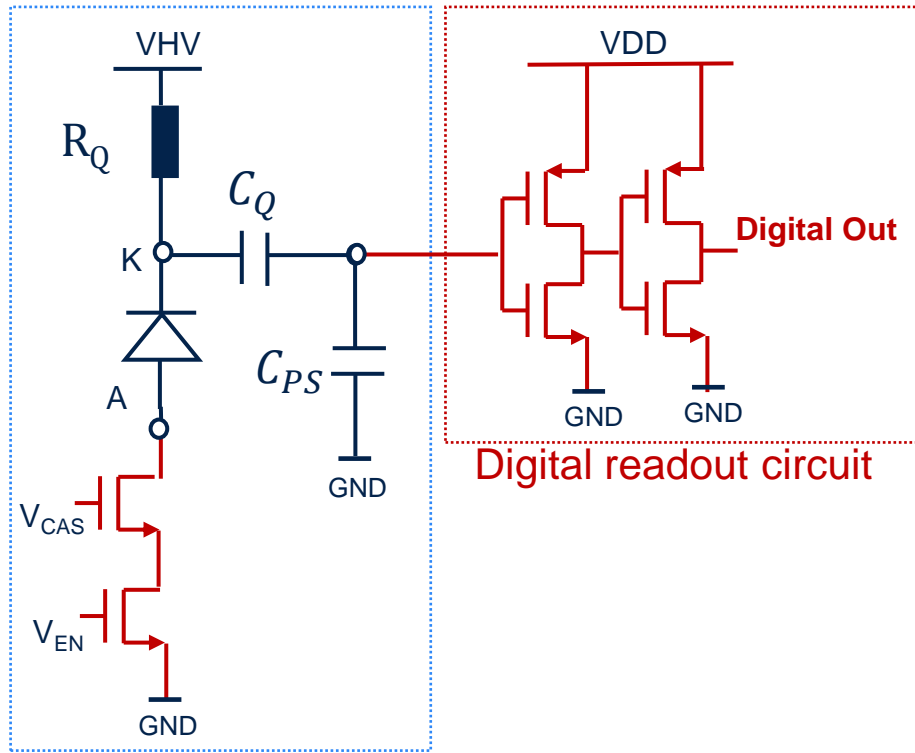 VHV
R_Q
C_Q
K
A
C_PS
GND
V_CAS
V_EN
GND
VDD
Digital Out
GND
GND
Digital readout circuit